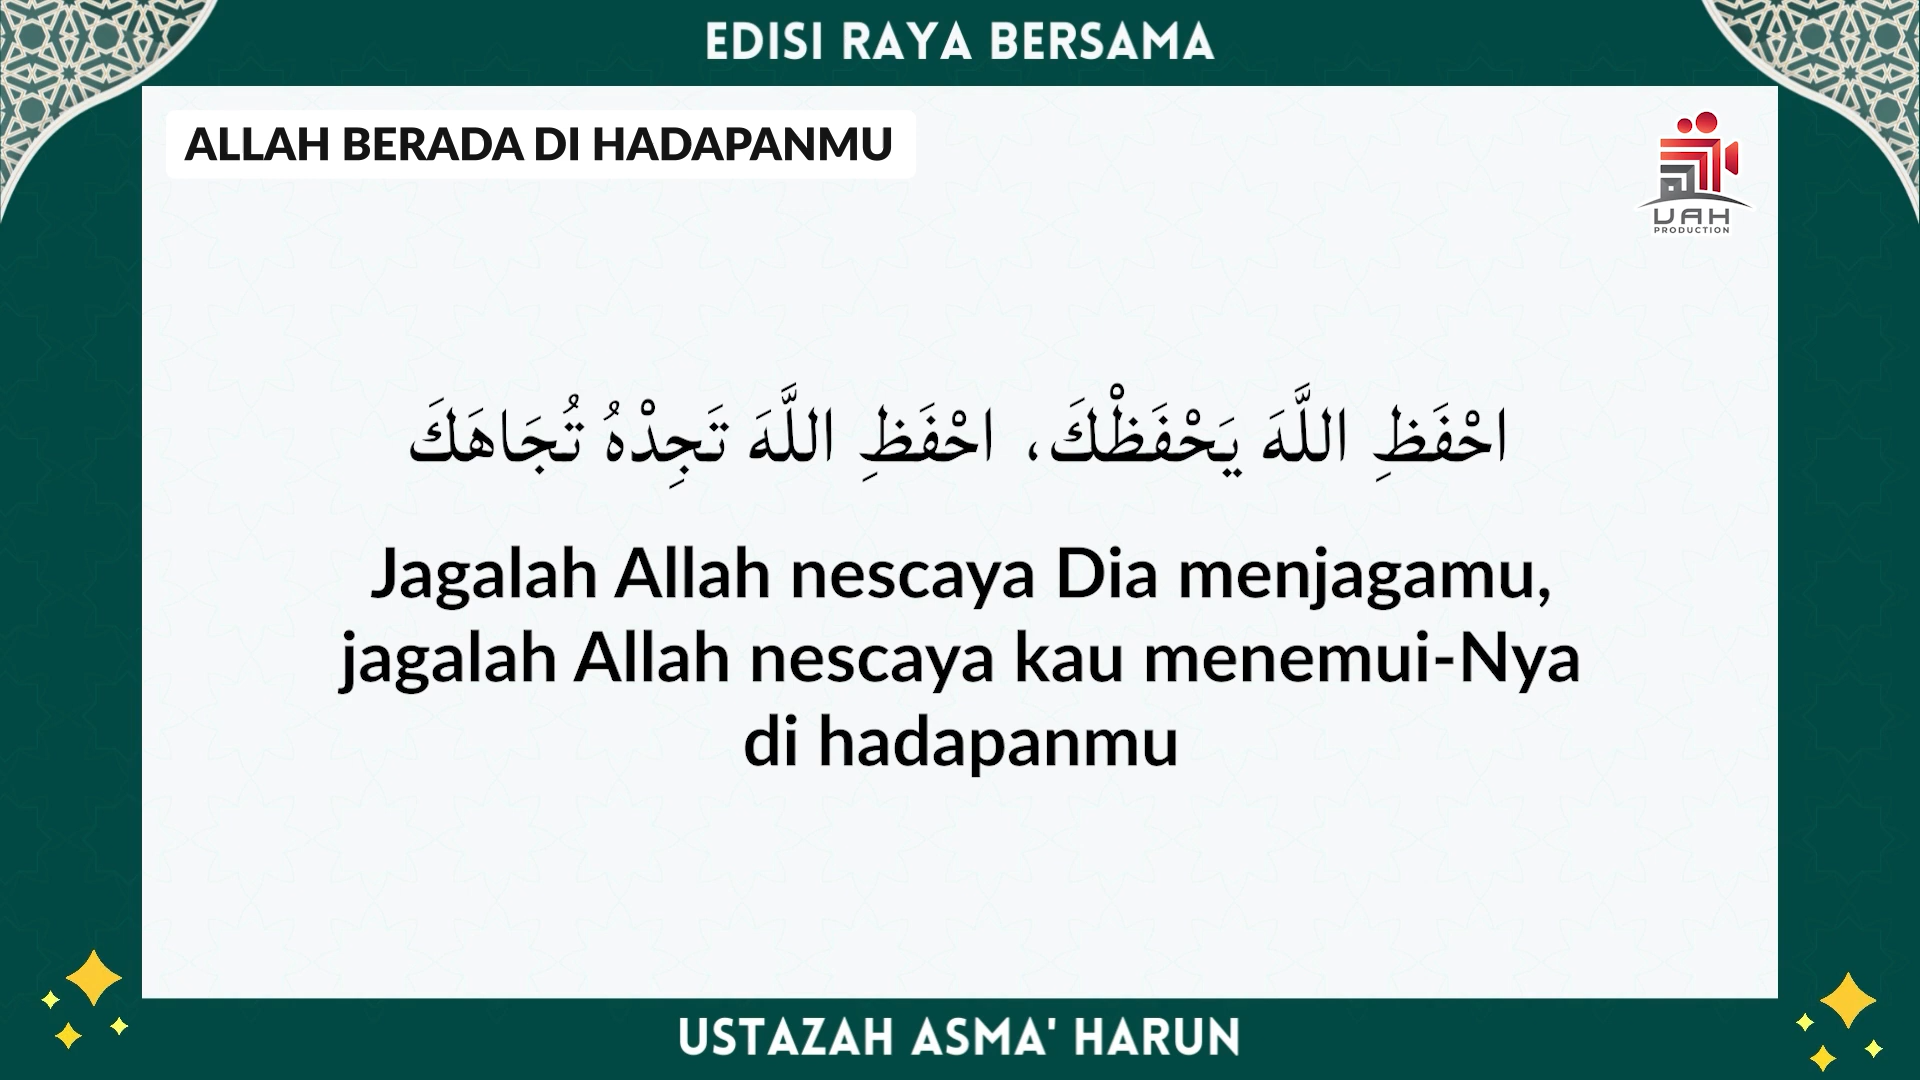 EDISI RAYA BERSAMA
ALLAH BERADA DI HADAPANMU
UAH
PRODUCTION
احْفَظِ اللَّهَ يَحْفَظْكَ، احْفَظِ اللَّهَ تَجِدْهُ تُجَاهَكَ
Jagalah Allah nescaya Dia menjagamu,
jagalah Allah nescaya kau menemui-Nya
di hadapanmu
USTAZAH ASMA' HARUN